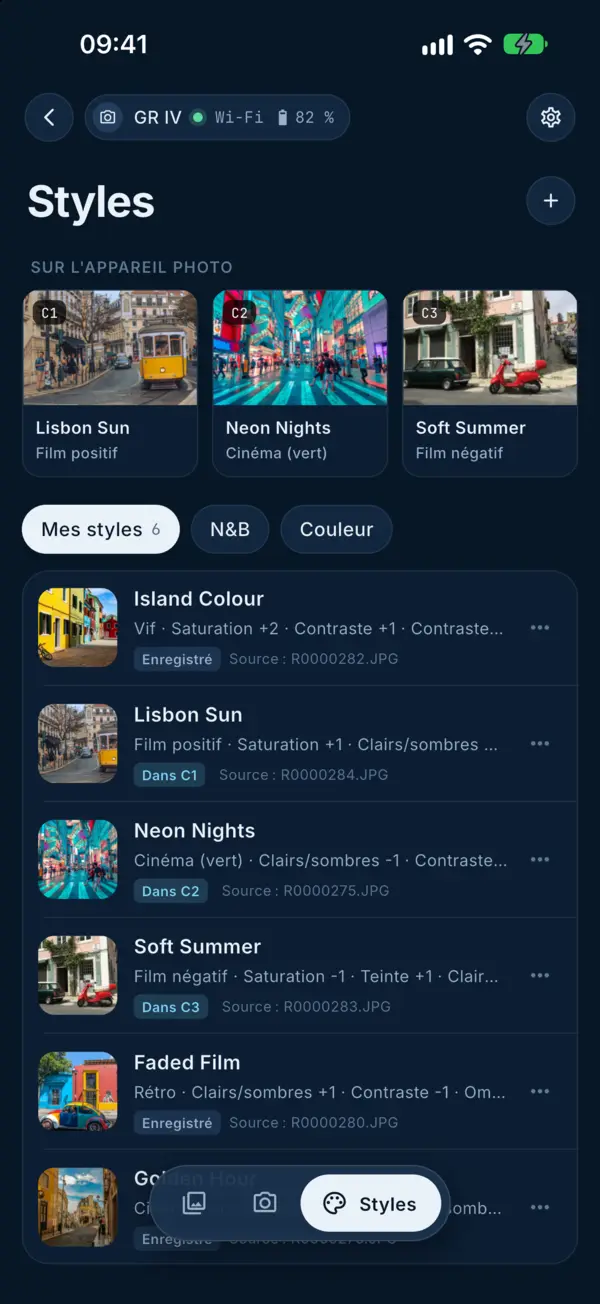 09:41
GR IV Wi-Fi 82 %
Styles
SUR L'APPAREIL PHOTO
C1
C2
C3
Lisbon Sun
Film positif
Neon Nights
Cinéma (vert)
Soft Summer
Film négatif
Mes styles 6
N&B
Couleur
Island Colour
Vif · Saturation +2 · Contraste +1 · Contraste...
Enregistré Source : R0000282.JPG
Lisbon Sun
Film positif · Saturation +1 · Clairs/sombres ...
Dans C1 Source : R0000284.JPG
Neon Nights
Cinéma (vert) · Clairs/sombres -1 · Contraste...
Dans C2 Source : R0000275.JPG
Soft Summer
Film négatif · Saturation -1 · Teinte +1 · Clair...
Dans C3 Source : R0000283.JPG
Faded Film
Rétro · Clairs/sombres +1 · Contraste -1 · Om...
Enregistré Source : R0000280.JPG
Golden Hour
Enregistré
Styles